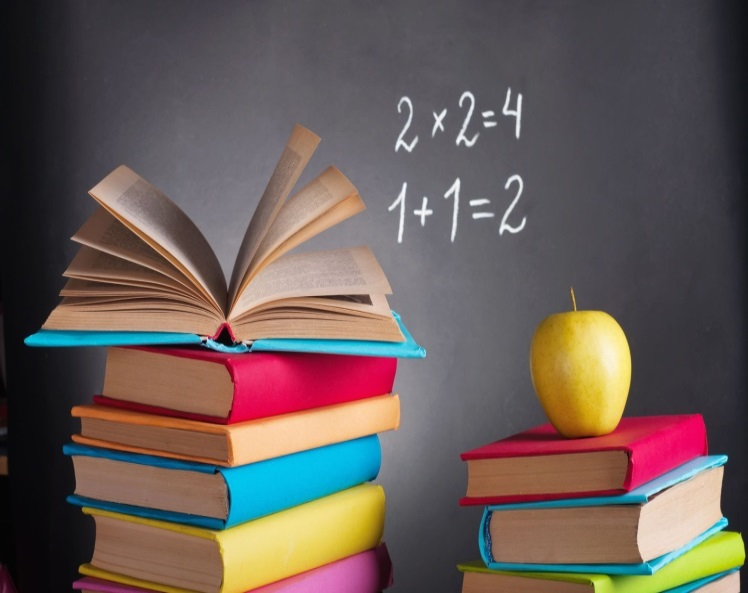 2 × 2 = 4
1 + 1 = 2